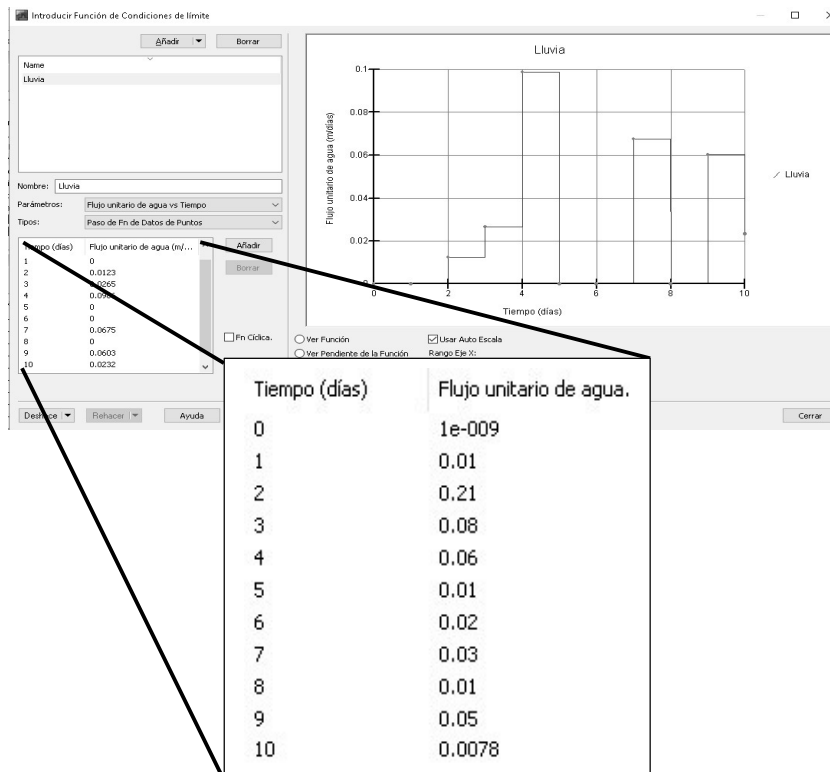 Introducir Función de Condiciones de límite
Añadir
Borrar
Name
Lluvia
Nombre: Lluvia
Parámetros: Flujo unitario de agua vs Tiempo
Tipos: Paso de Fn de Datos de Puntos
Tiempo (días) Flujo unitario de agua (m/...
1 0
2 0.0123
3 0.0265
4
5 0
6 0
7 0.0675
8 0
9 0.0603
10 0.0232
Añadir
Borrar
Fn Cíclica.
Deshace
Rehacer
Ayuda
Lluvia
Flujo unitario de agua (m/días)
0.1
0.08
0.06
0.04
0.02
0 2 4 6 8 10
Tiempo (días)
Lluvia
Ver Función
Usar Auto Escala
Ver Pendiente de la Función
Rango Eje X:
Cerrar
Tiempo (días) Flujo unitario de agua.
0 1e-009
1 0.01
2 0.21
3 0.08
4 0.06
5 0.01
6 0.02
7 0.03
8 0.01
9 0.05
10 0.0078